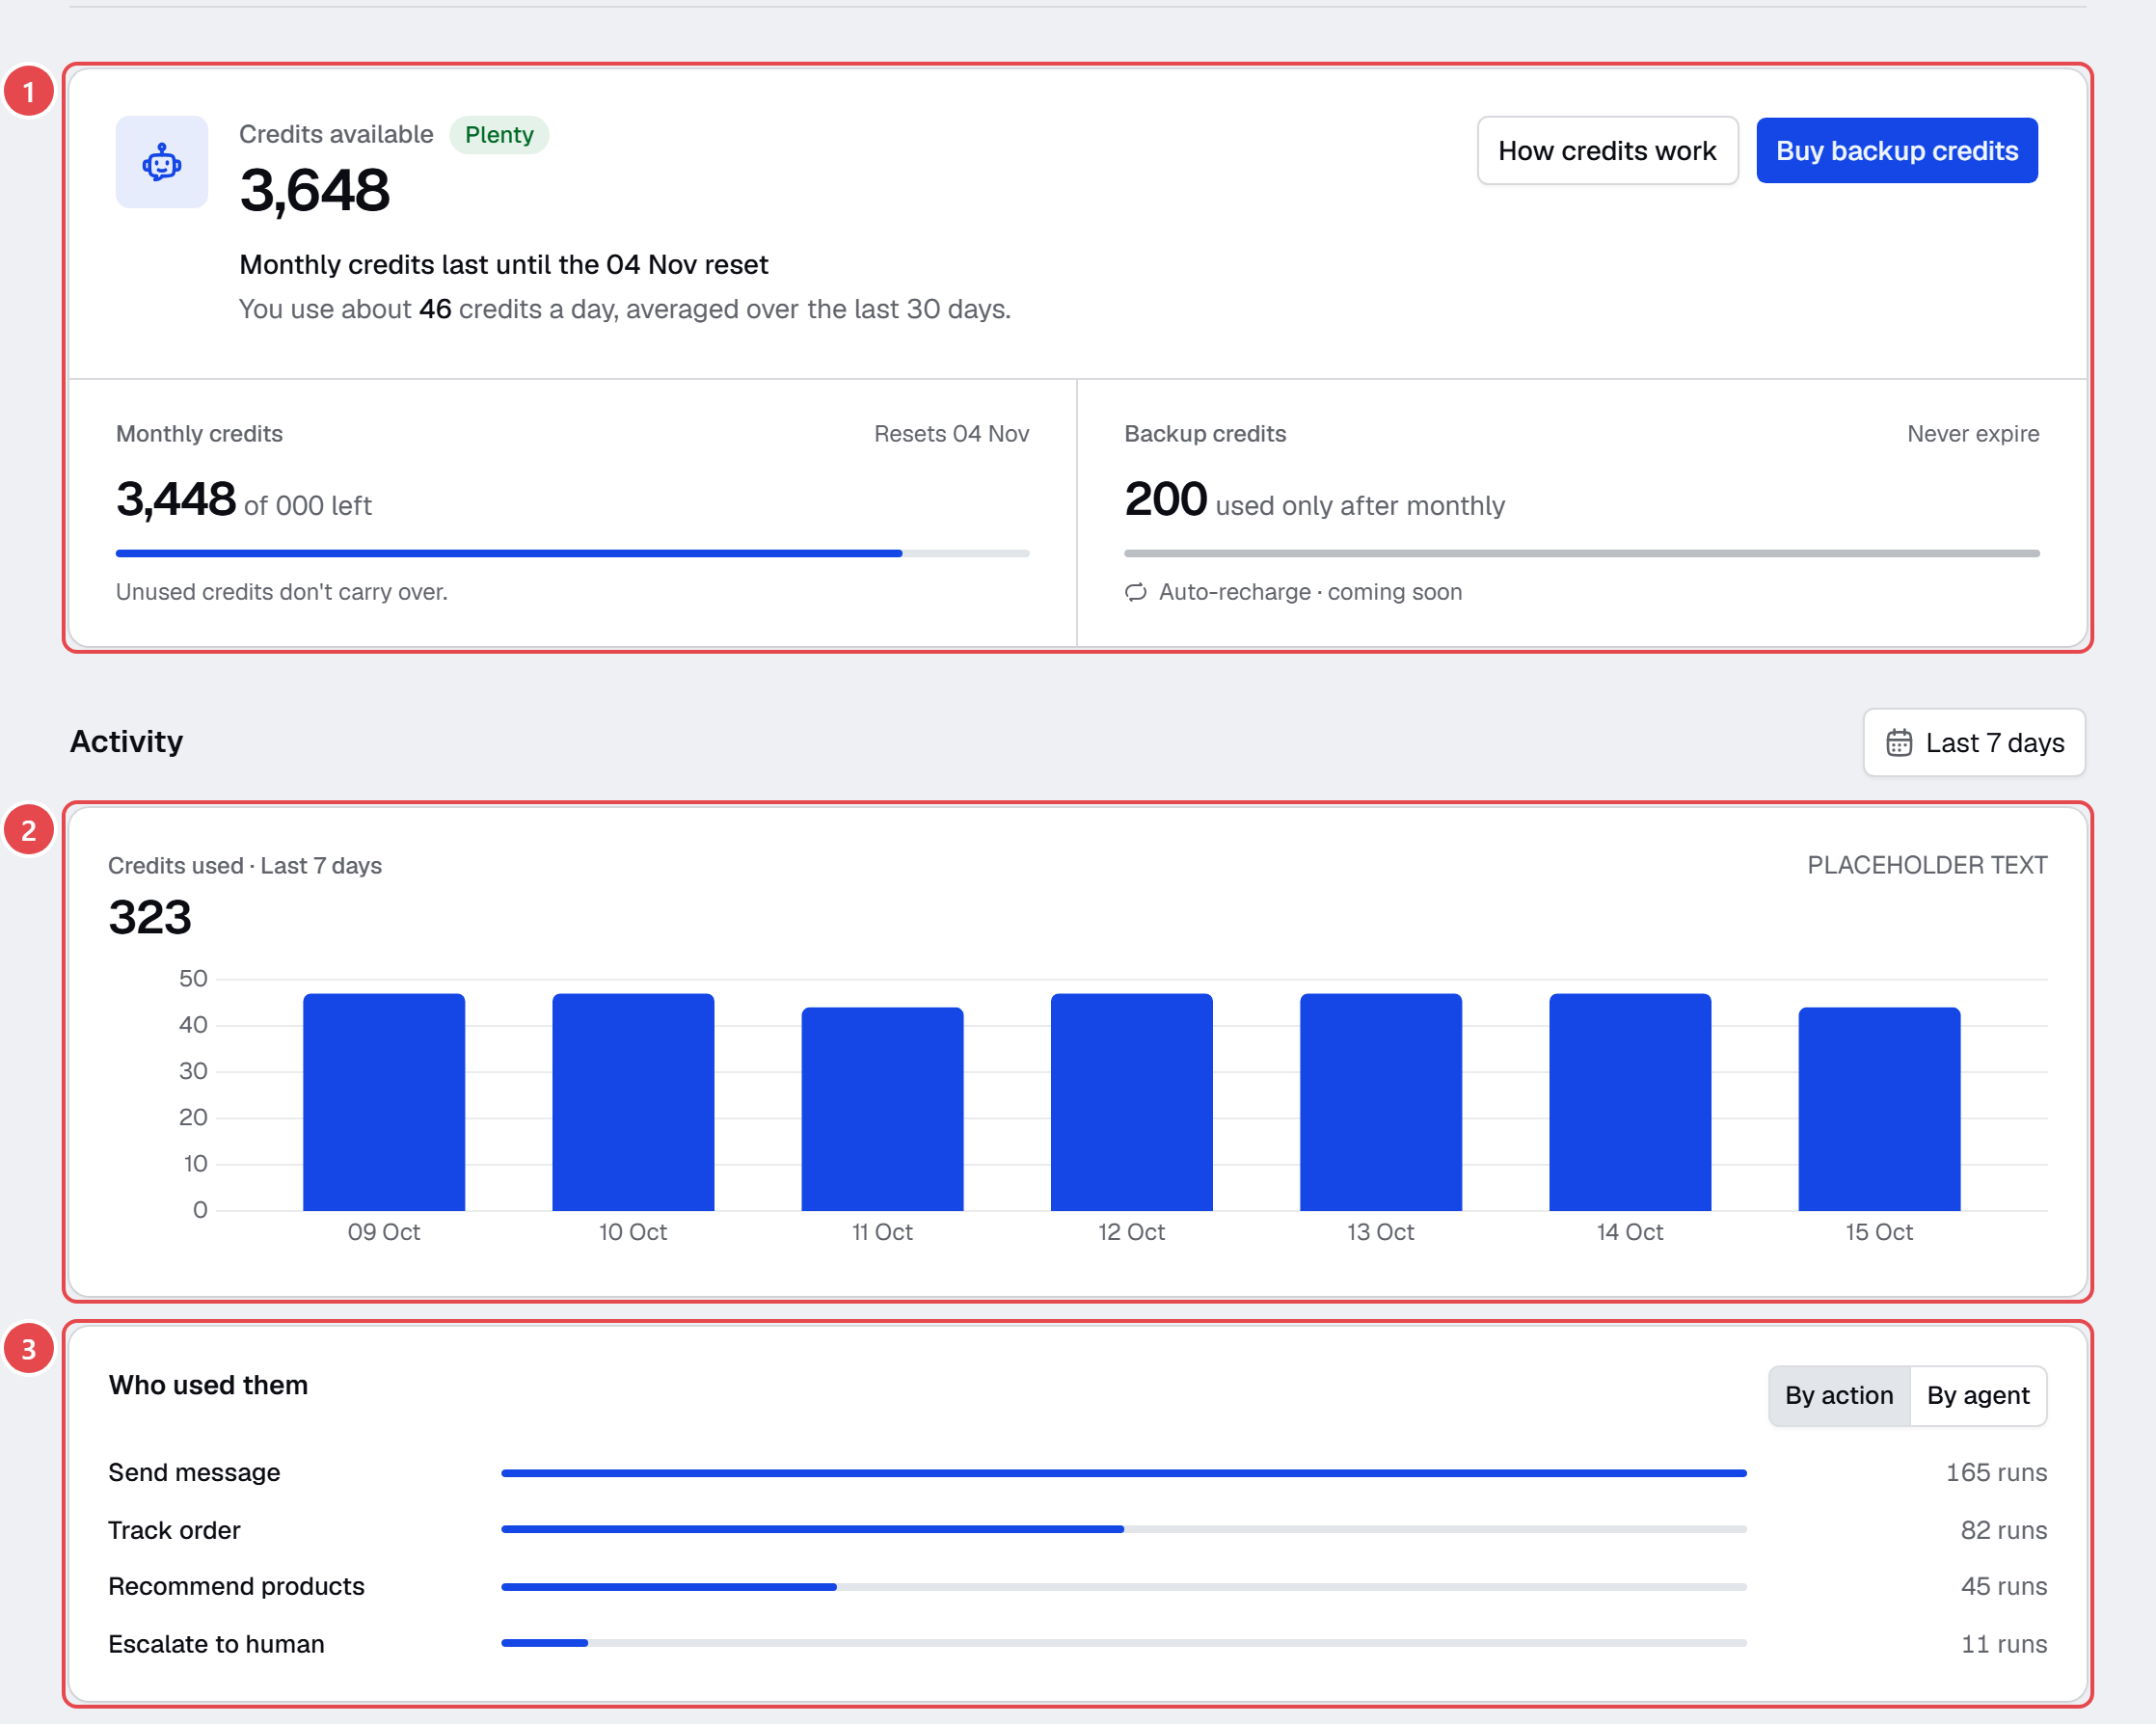 1
Credits available Plenty
3,648
How credits work
Buy backup credits
Monthly credits last until the 04 Nov reset
You use about 46 credits a day, averaged over the last 30 days.
Monthly credits
Resets 04 Nov
3,448 of 000 left
Unused credits don't carry over.
Backup credits
Never expire
200 used only after monthly
Auto-recharge · coming soon
Activity
Last 7 days
2
Credits used · Last 7 days
PLACEHOLDER TEXT
323
50
40
30
20
10
0
09 Oct
10 Oct
11 Oct
12 Oct
13 Oct
14 Oct
15 Oct
3
Who used them
By action
By agent
Send message
165 runs
Track order
82 runs
Recommend products
45 runs
Escalate to human
11 runs